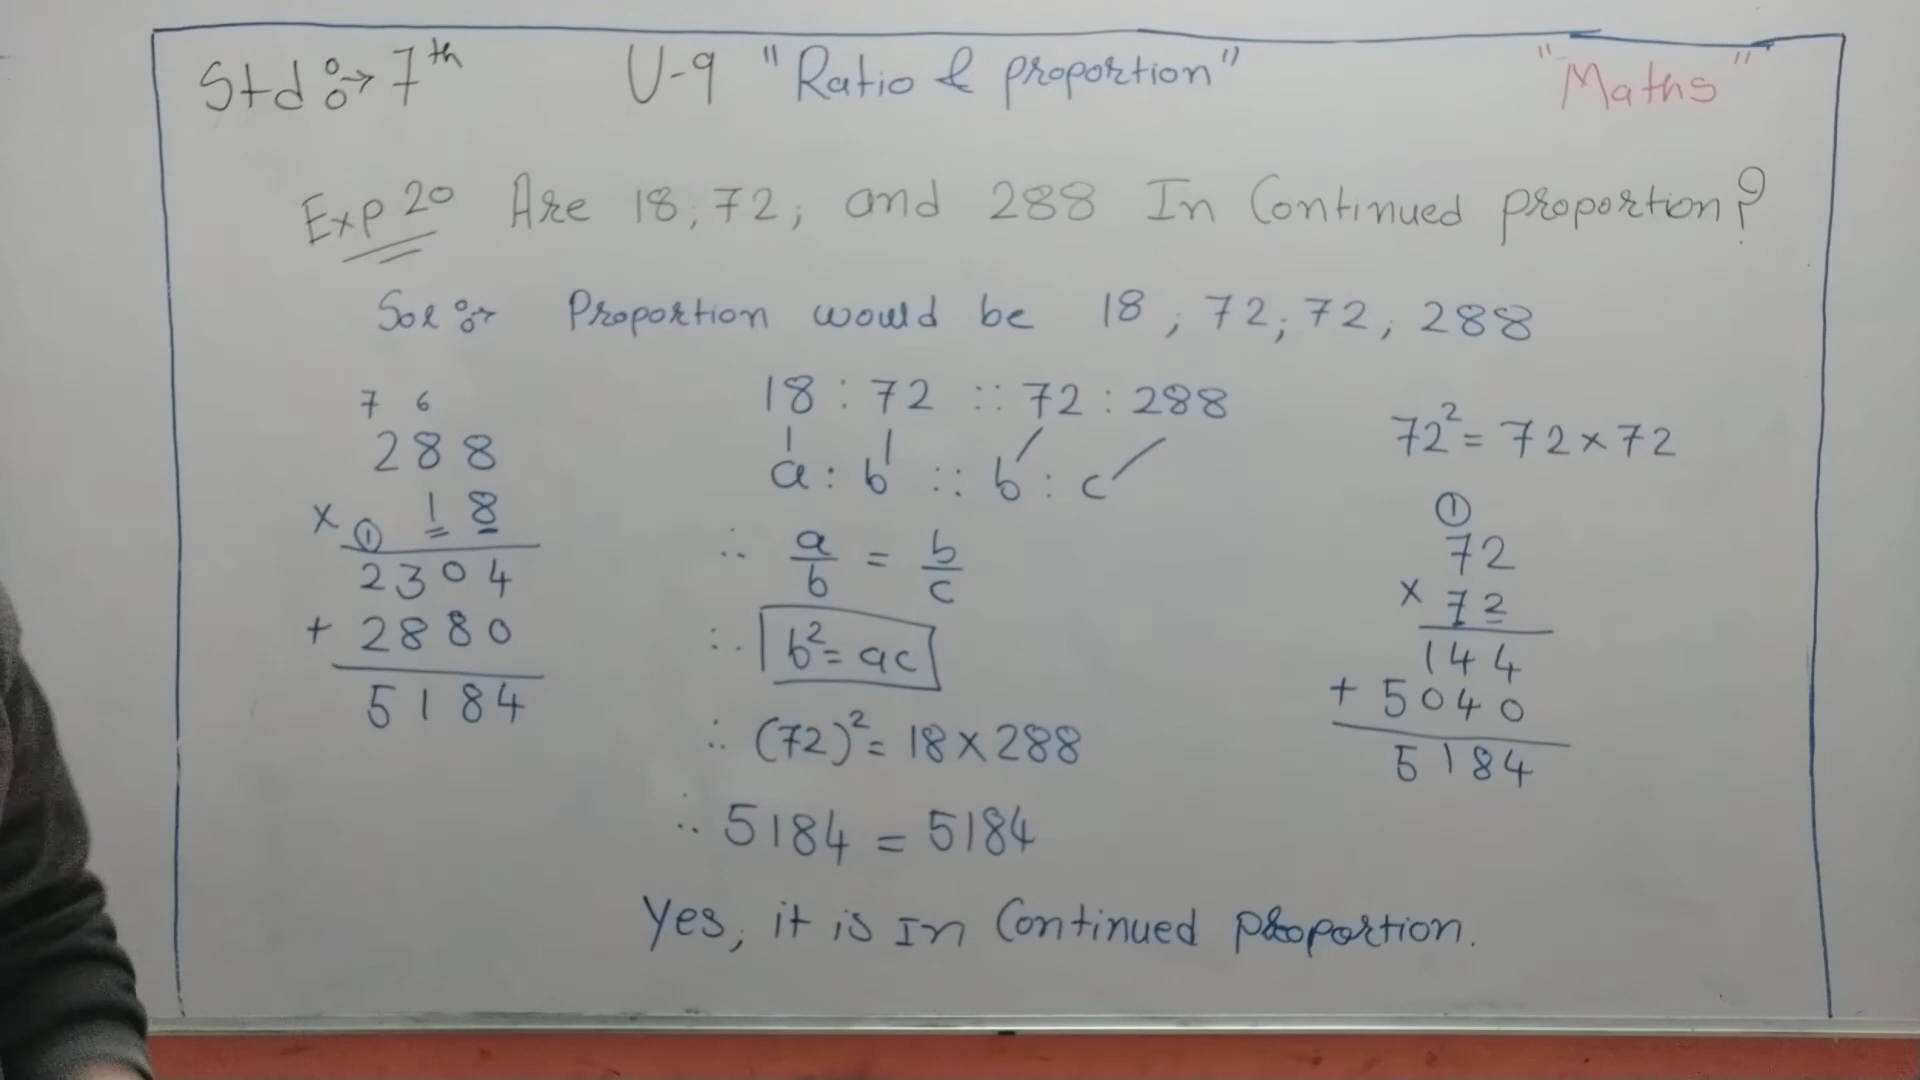 Std :→ 7th U-9 "Ratio & proportion" "Maths"
Exp 20 Are 18, 72, and 288 In Continued proportion?
Sol :→ Proportion would be 18, 72, 72, 288
18 : 72 :: 72 : 288
a : b :: b : c
∴ a/b = b/c
∴ b² = ac
∴ (72)² = 18 × 288
∴ 5184 = 5184
Yes, it is In Continued proportion.
7 6
288
× 18
①
2304
+ 2880
5184
72² = 72 × 72
①
72
× 72
144
+ 5040
5184